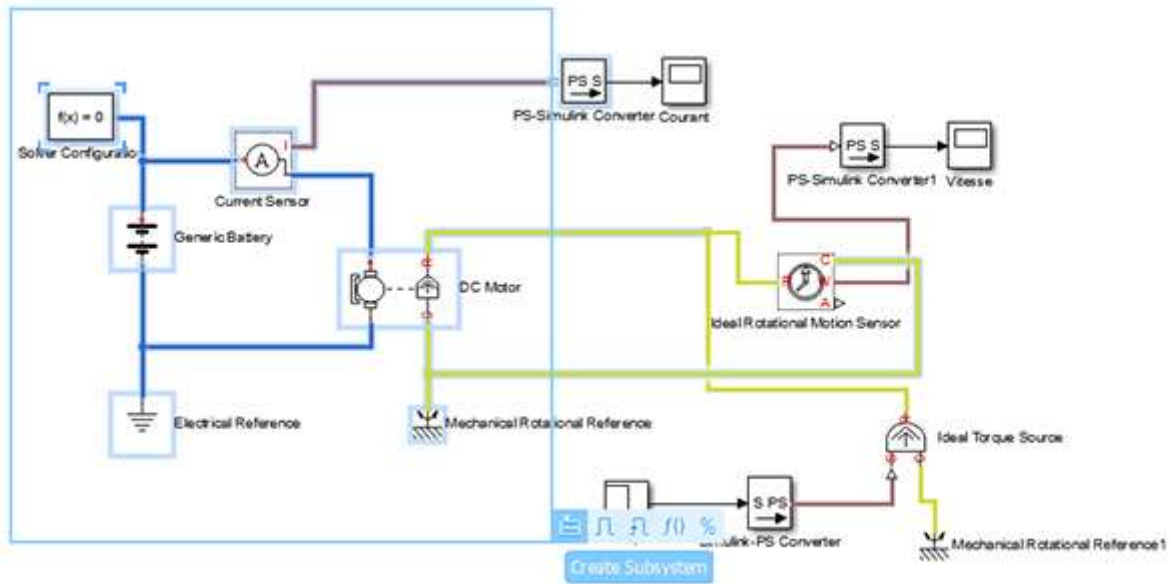 f(x) = 0
Solver Configuratio
I
A
Current Sensor
PS S
PS-Simulink Converter
Courant
PS S
PS-Simulink Converter1
Vitesse
Generic Battery
R
C
DC Motor
R
C
V
A
Ideal Rotational Motion Sensor
Electrical Reference
Mechanical Rotational Reference
R
S
C
Ideal Torque Source
S PS
Simulink-PS Converter
f()
%
Mechanical Rotational Reference1
Create Subsystem